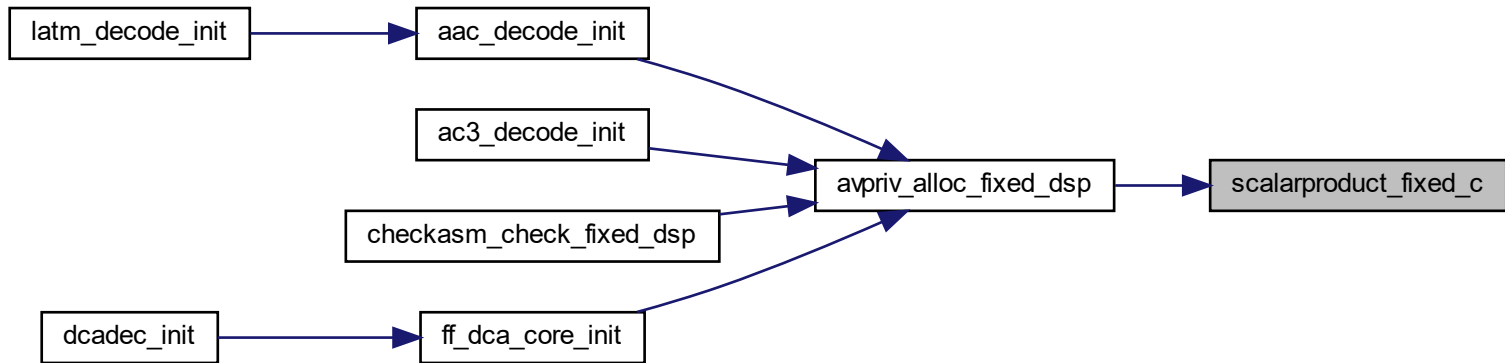 latm_decode_init
aac_decode_init
ac3_decode_init
avpriv_alloc_fixed_dsp
scalarproduct_fixed_c
checkasm_check_fixed_dsp
dcadec_init
ff_dca_core_init